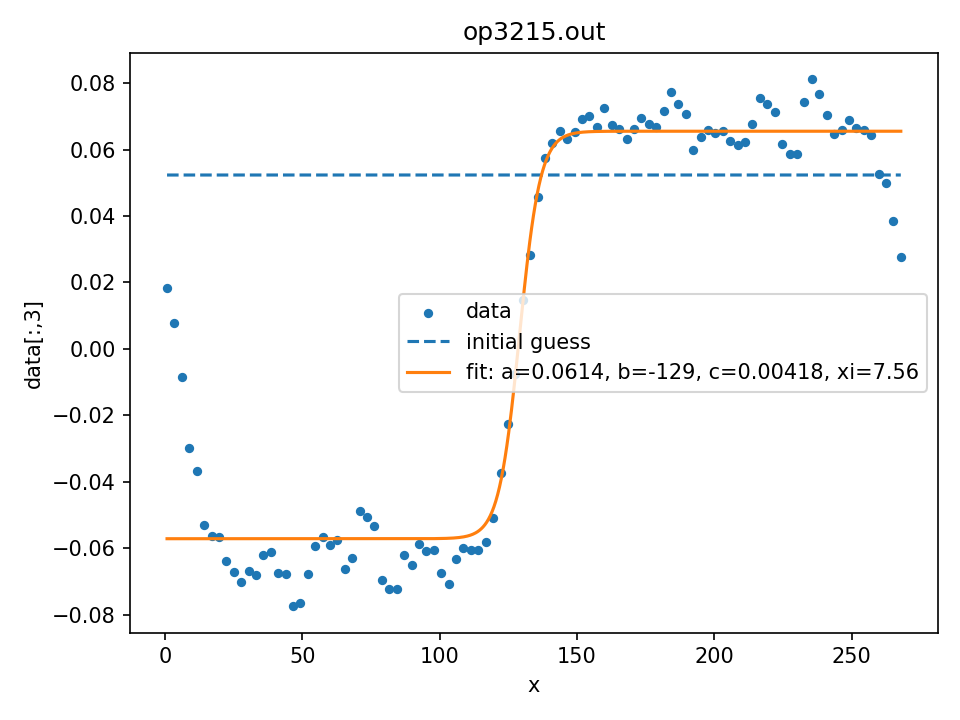 op3215.out
data[:,3]
0.08
0.06
0.04
0.02
0.00
−0.02
−0.04
−0.06
−0.08
data
initial guess
fit: a=0.0614, b=-129, c=0.00418, xi=7.56
0 50 100 150 200 250
x